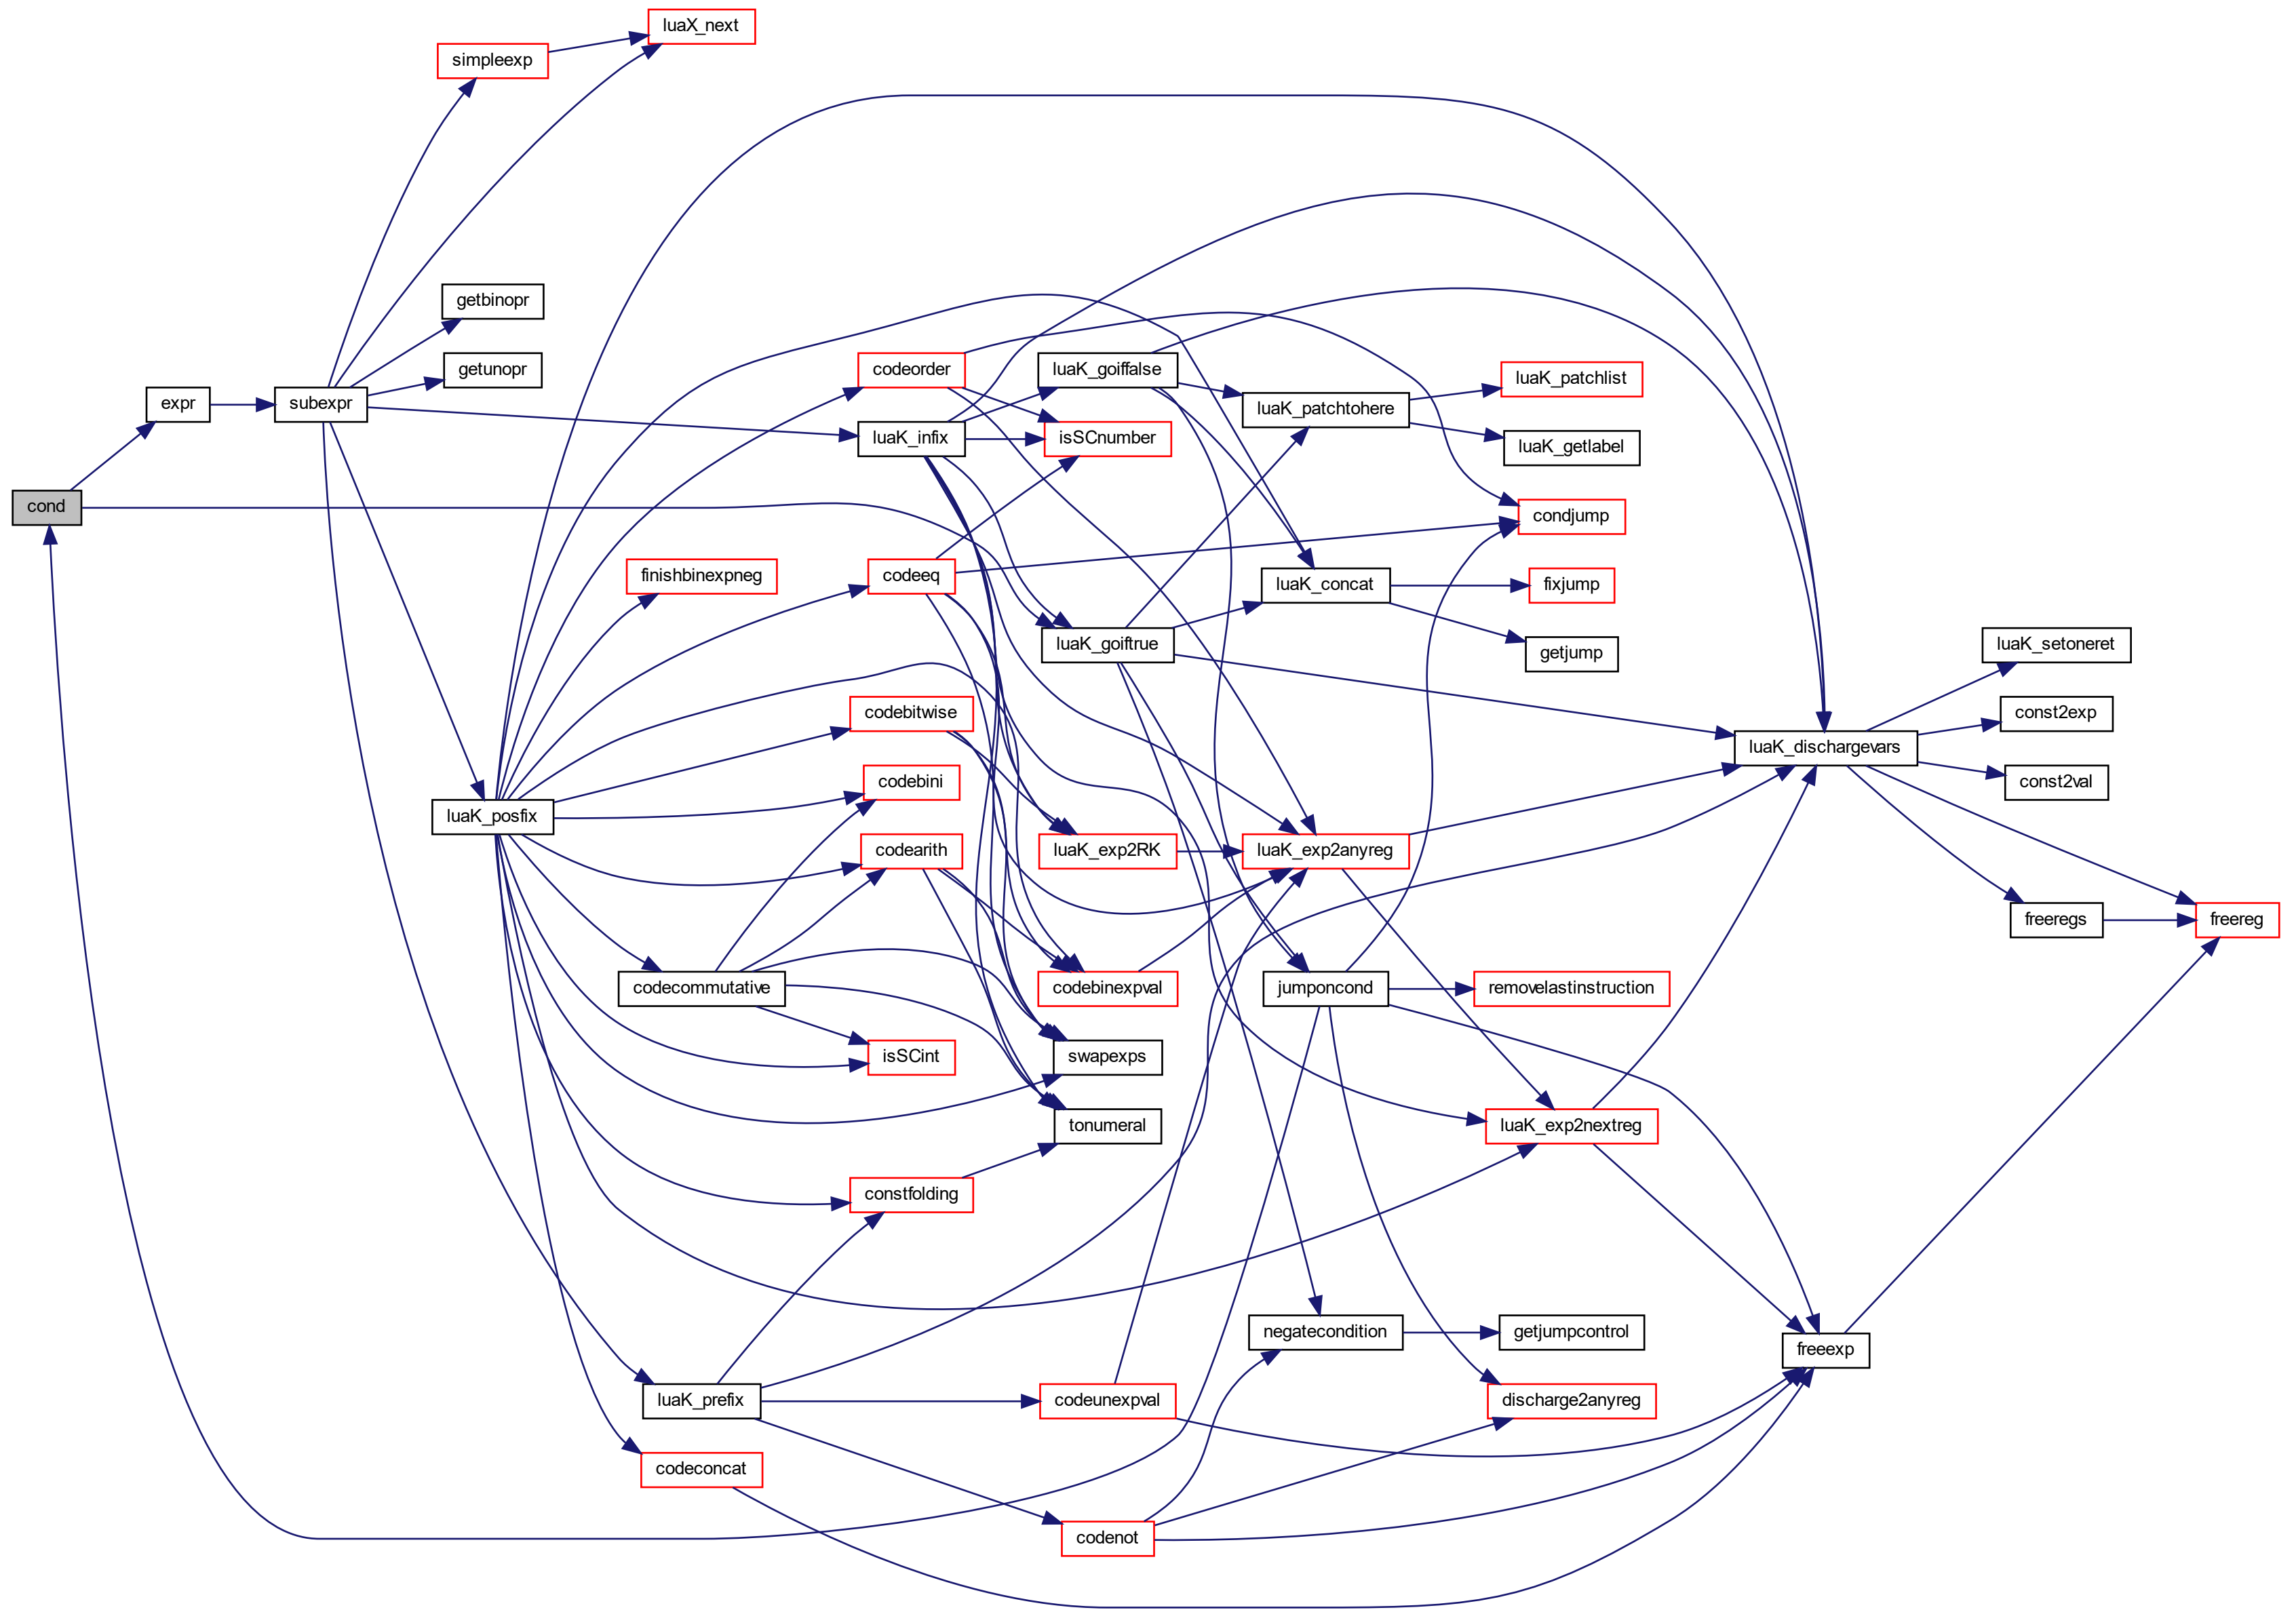 luaX_next
simpleexp
getbinopr
getunopr
expr
subexpr
cond
codeorder
luaK_infix
luaK_goiffalse
isSCnumber
luaK_patchtohere
luaK_patchlist
luaK_getlabel
condjump
finishbinexpneg
codeeq
luaK_concat
fixjump
getjump
luaK_goiftrue
luaK_setoneret
const2exp
luaK_dischargevars
const2val
codebitwise
codebini
luaK_posfix
codearith
luaK_exp2RK
luaK_exp2anyreg
freeregs
freereg
codecommutative
codebinexpval
jumponcond
removelastinstruction
isSCint
swapexps
tonumeral
luaK_exp2nextreg
constfolding
negatecondition
getjumpcontrol
freeexp
luaK_prefix
codeunexpval
discharge2anyreg
codeconcat
codenot